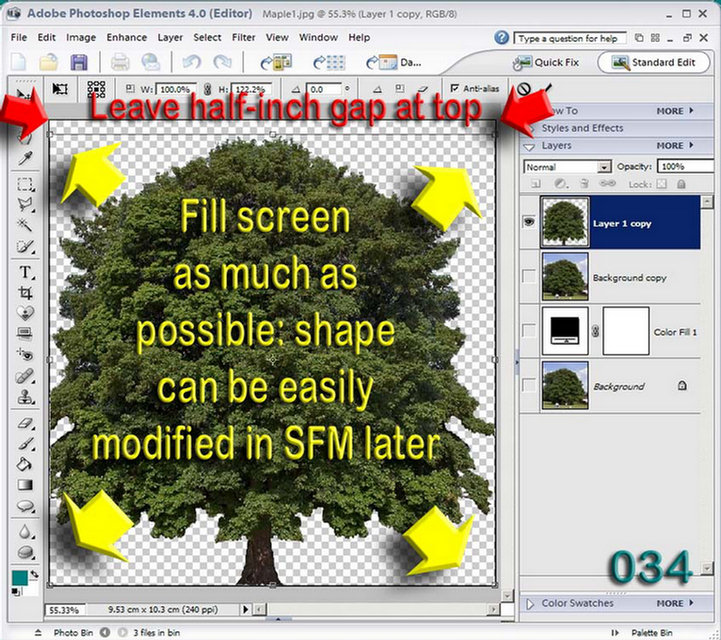 Adobe Photoshop Elements 4.0 (Editor) Maple1.jpg @ 55.3% (Layer 1 copy, RGB/8)
File Edit Image Enhance Layer Select Filter View Window Help Type a question for help
Da... Quick Fix Standard Edit
W: 100.0% H: 122.2% 0.0 ° Anti-alias
Leave half-inch gap at top
ow To MORE
Styles and Effects
Layers MORE
Normal Opacity: 100%
Lock:
Fill screen
as much as
possible: shape
can be easily
modified in SFM later
Layer 1 copy
Background copy
Color Fill 1
Background
T
034
55.33% 9.53 cm x 10.3 cm (240 ppi)
Color Swatches MORE
Photo Bin 3 files in bin Palette Bin